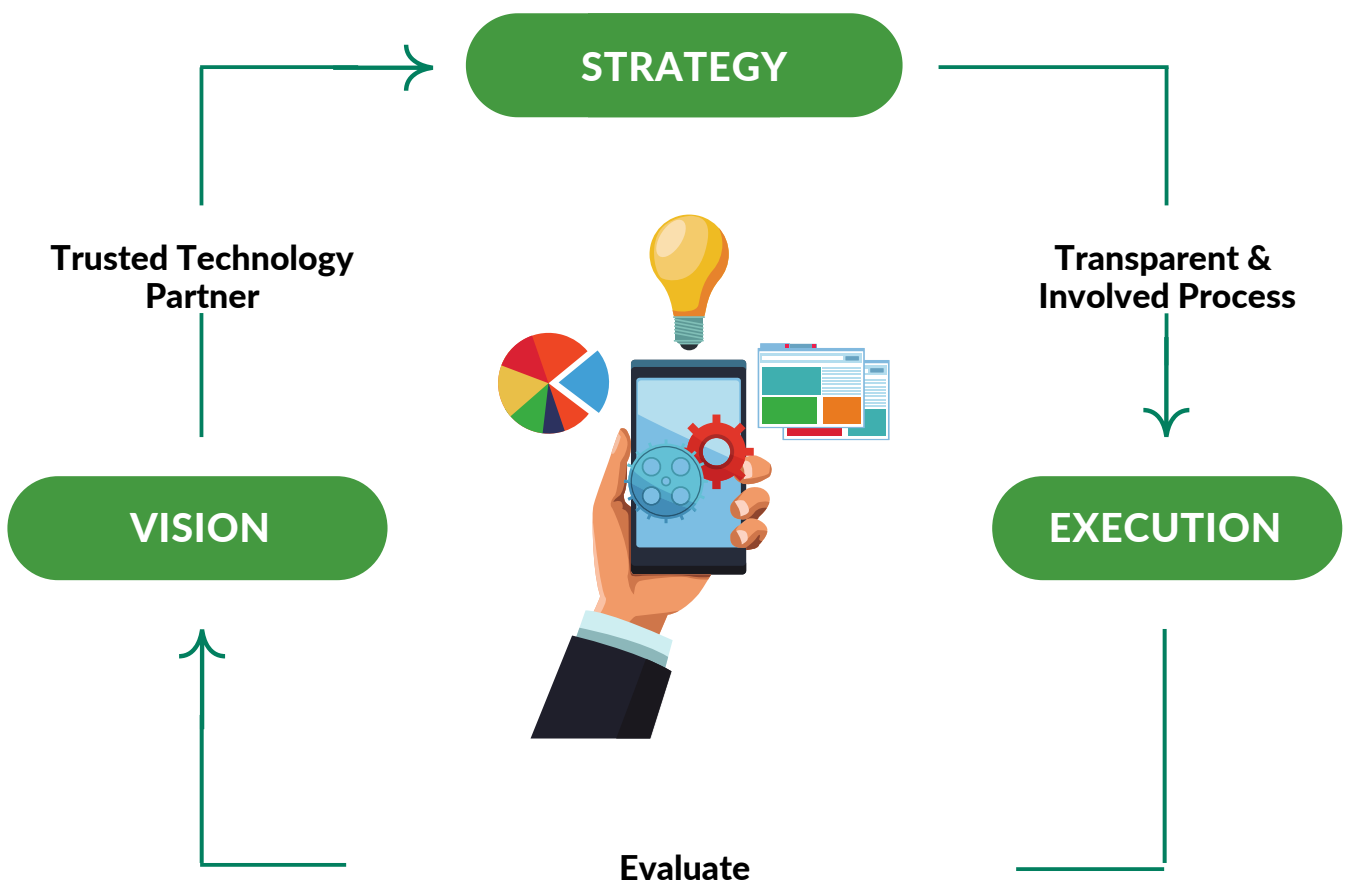 STRATEGY
Trusted Technology
Partner
Transparent &
Involved Process
VISION
EXECUTION
Evaluate